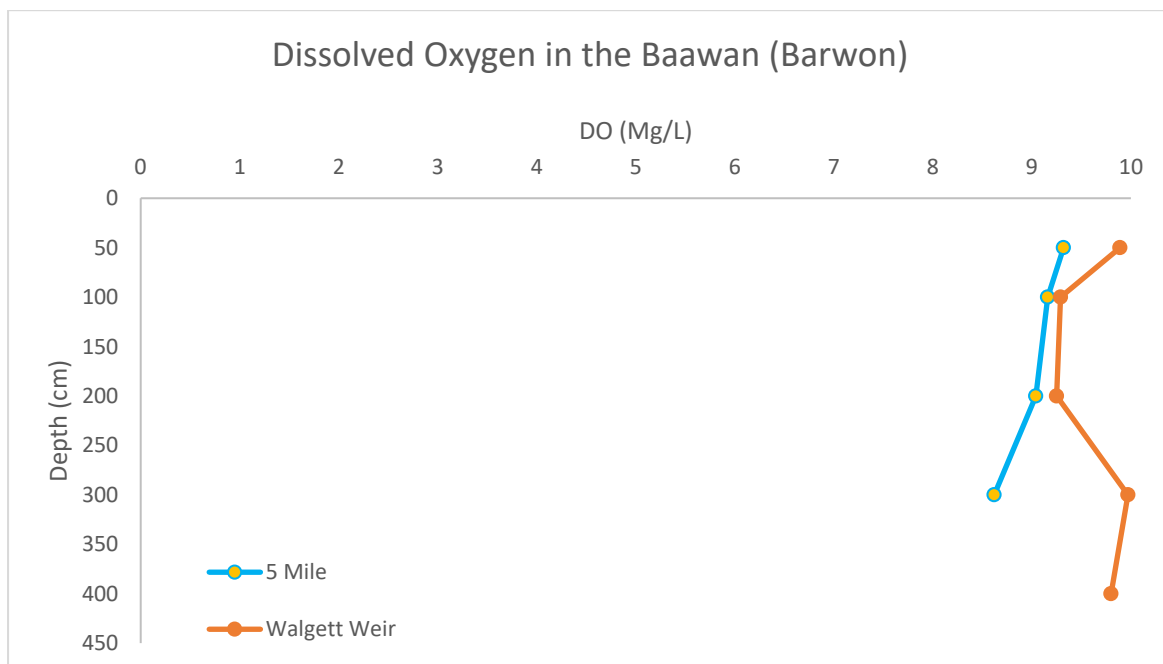 Dissolved Oxygen in the Baawan (Barwon)
DO (Mg/L)
0 1 2 3 4 5 6 7 8 9 10
0
50
100
150
200
250
300
350
400
450
Depth (cm)
5 Mile
Walgett Weir